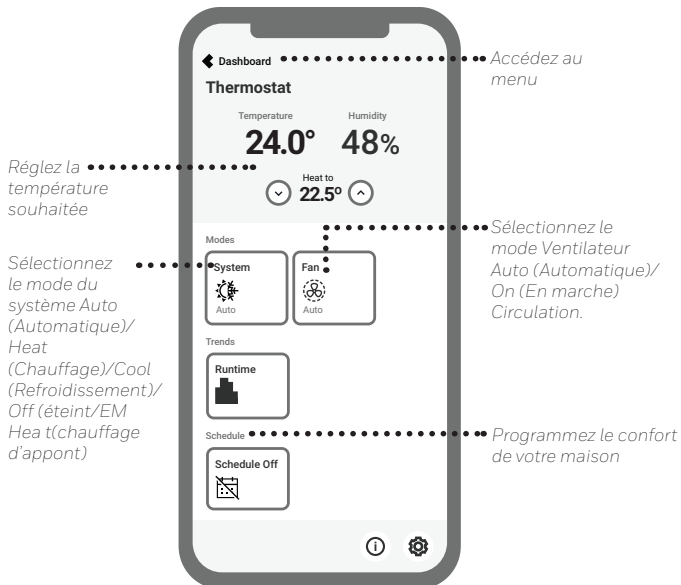 Dashboard
Accédez au
menu
Thermostat
Temperature
Humidity
24.0°
48%
Réglez la
température
souhaitée
Heat to
22.5º
Modes
Sélectionnez le
mode Ventilateur
Auto (Automatique)/
On (En marche)
Circulation.
Sélectionnez
le mode du
système Auto
(Automatique)/
Heat
(Chauffage)/Cool
(Refroidissement)/
Off (éteint/EM
Hea t(chauffage
d'appont)
System
Auto
Fan
Auto
Trends
Runtime
Schedule
Programmez le confort
de votre maison
Schedule Off